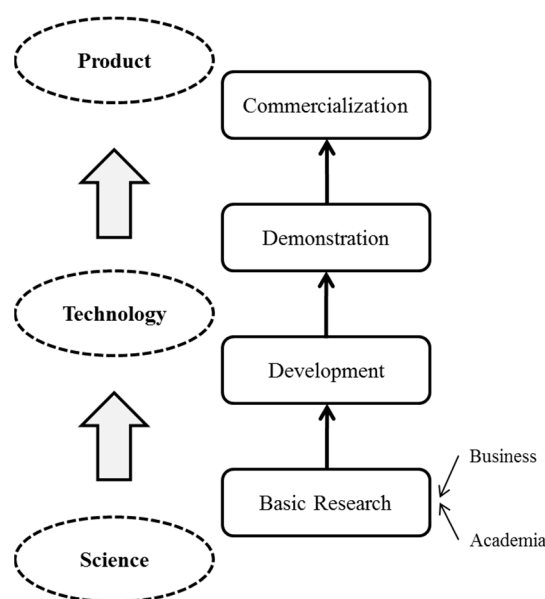 Product
Commercialization
Demonstration
Technology
Development
Business
Basic Research
Academia
Science